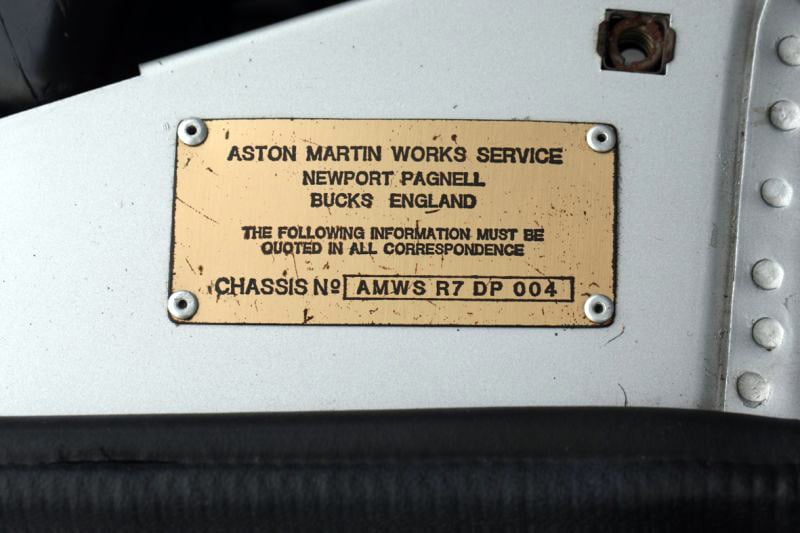 ASTON MARTIN WORKS SERVICE
NEWPORT PAGNELL
BUCKS ENGLAND
THE FOLLOWING INFORMATION MUST BE
QUOTED IN ALL CORRESPONDENCE
CHASSIS Nº AMWS R7 DP 004